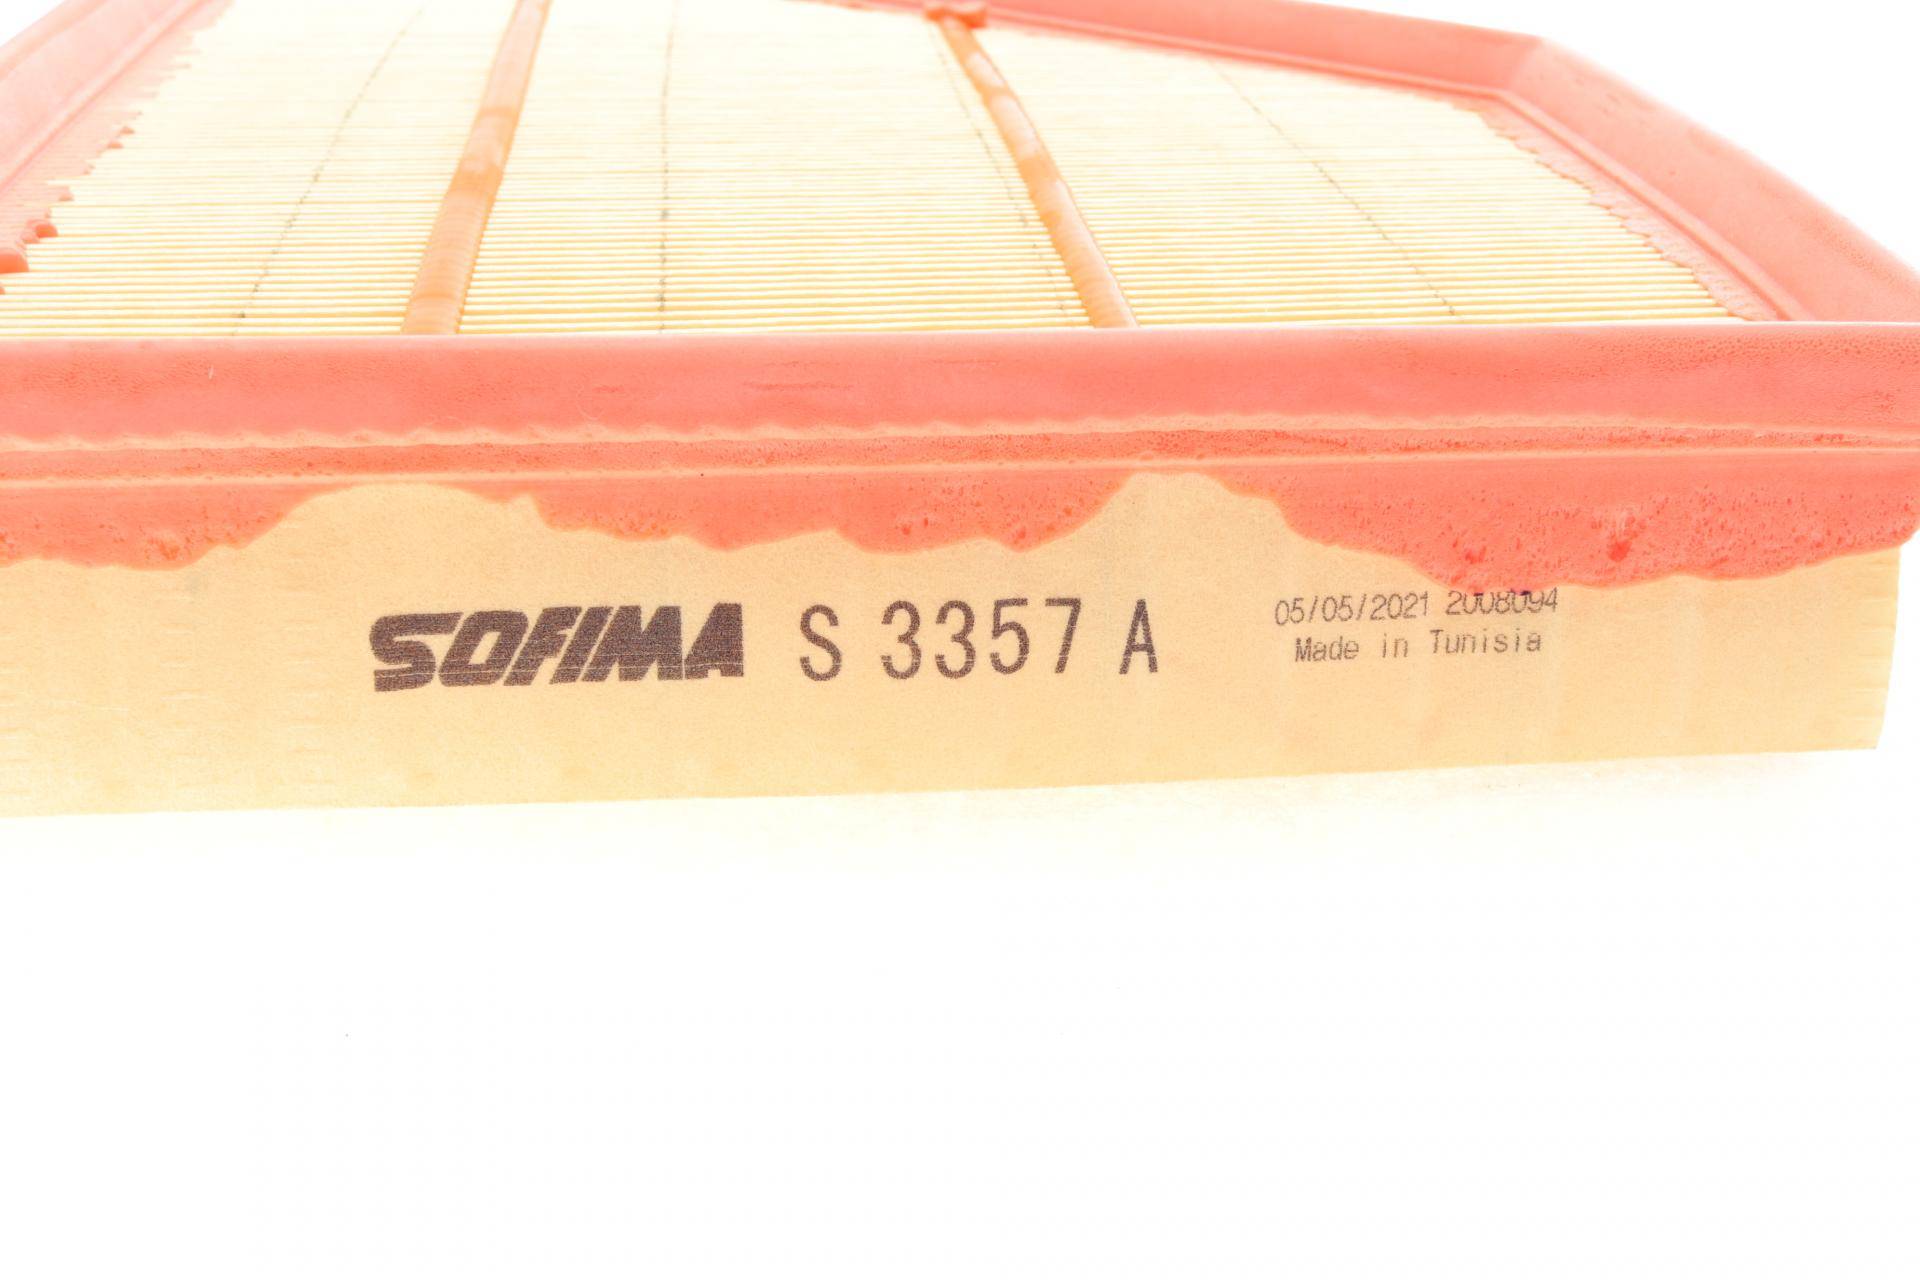 SOFIMA S 3357 A
05/05/2021 2008094
Made in Tunisia